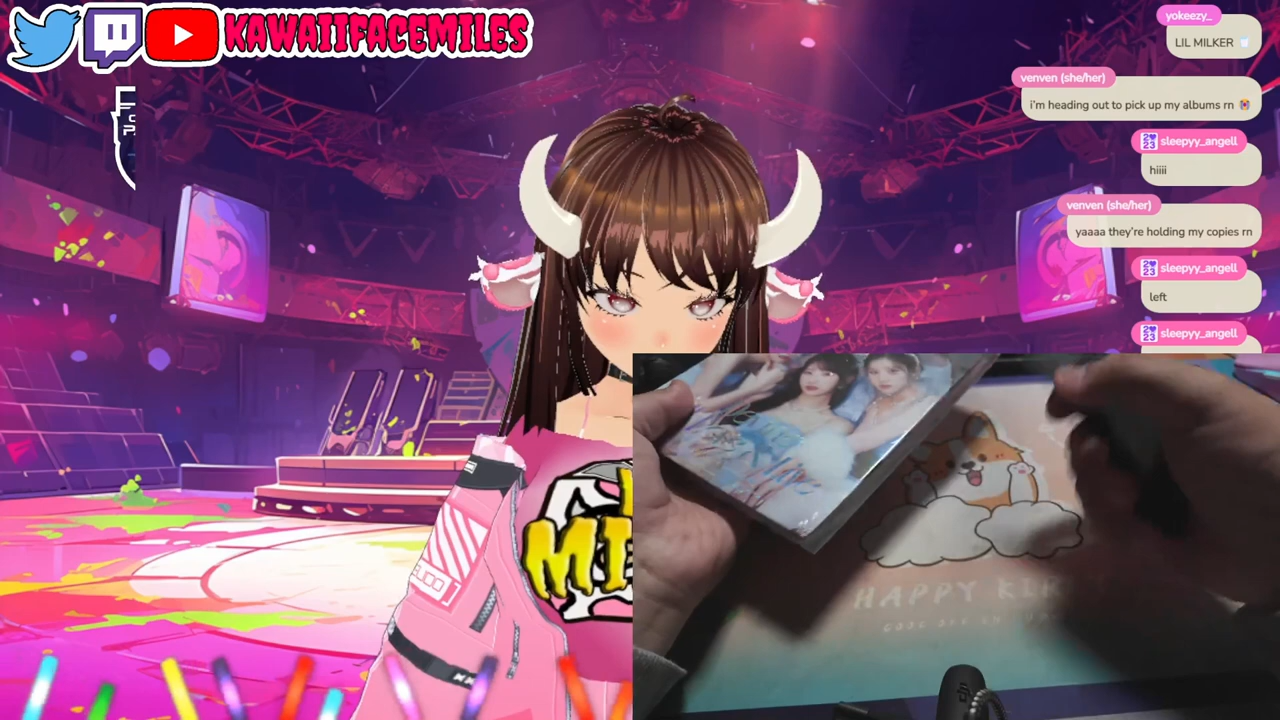 KAWAIIFACEMILES
yokeezy_
LIL MILKER
venven (she/her)
i'm heading out to pick up my albums rn
sleepyy_angell
hiiii
venven (she/her)
yaaaa they're holding my copies rn
sleepyy_angell
left
sleepyy_angell
MI
HAPPY